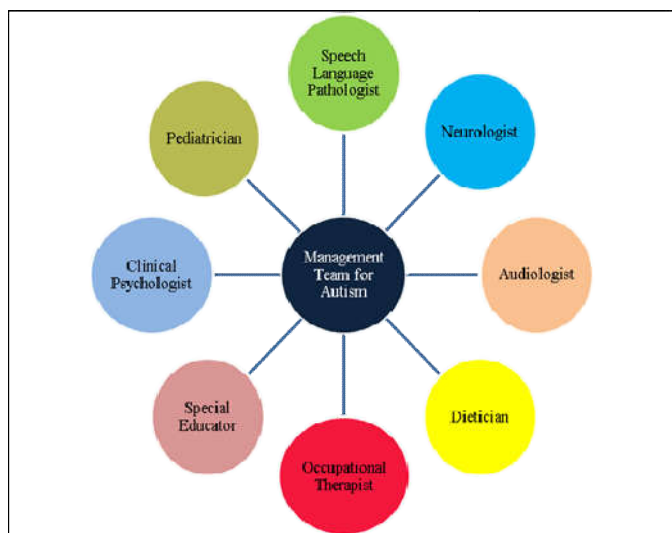 Speech
Language
Pathologist
Neurologist
Pediatrician
Management
Team for
Autism
Clinical
Psychologist
Audiologist
Special
Educator
Dietician
Occupational
Therapist